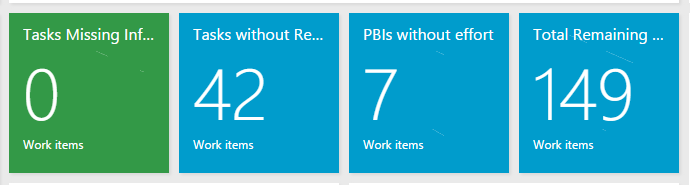 Tasks Missing Inf...
0
Work items
Tasks without Re...
42
Work items
PBIs without effort
7
Work items
Total Remaining ...
149
Work items